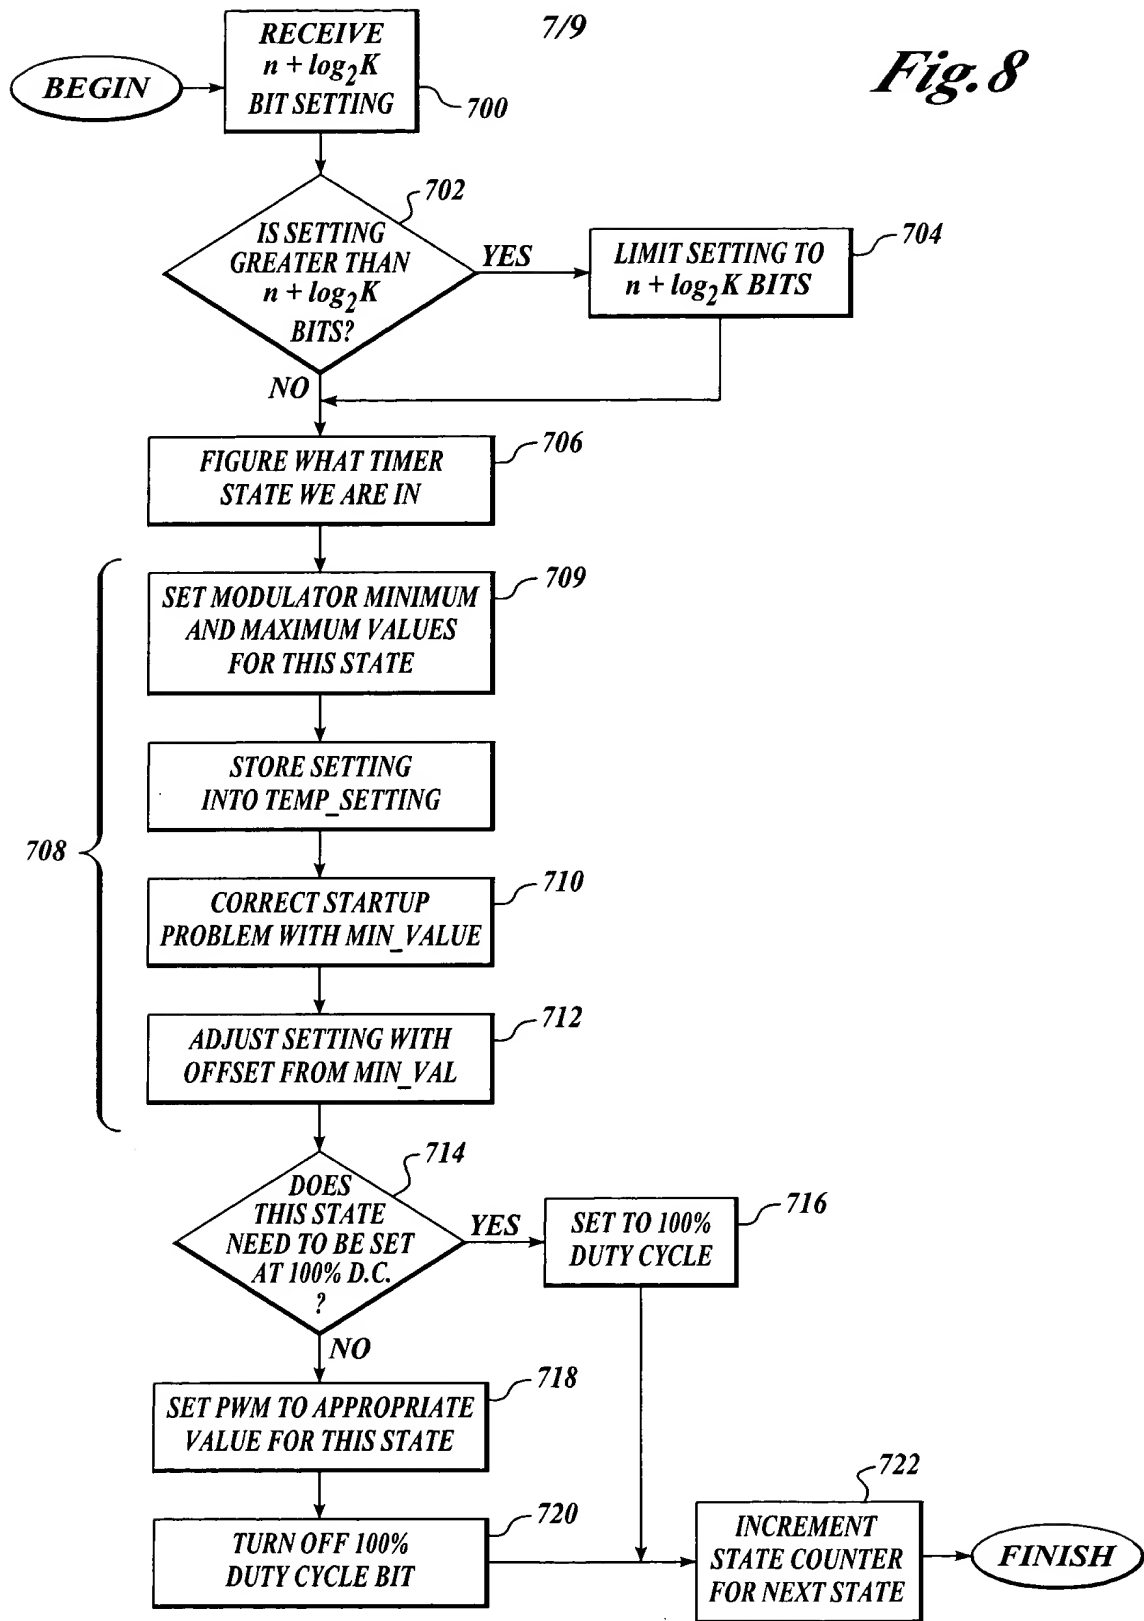 7/9
Fig. 8
BEGIN
RECEIVE
n + log₂K
BIT SETTING
700
702
IS SETTING
GREATER THAN
n + log₂K
BITS?
YES
LIMIT SETTING TO
n + log₂K BITS
704
NO
FIGURE WHAT TIMER
STATE WE ARE IN
706
708
SET MODULATOR MINIMUM
AND MAXIMUM VALUES
FOR THIS STATE
709
STORE SETTING
INTO TEMP_SETTING
CORRECT STARTUP
PROBLEM WITH MIN_VALUE
710
ADJUST SETTING WITH
OFFSET FROM MIN_VAL
712
714
DOES
THIS STATE
NEED TO BE SET
AT 100% D.C.
?
YES
SET TO 100%
DUTY CYCLE
716
NO
SET PWM TO APPROPRIATE
VALUE FOR THIS STATE
718
TURN OFF 100%
DUTY CYCLE BIT
720
722
INCREMENT
STATE COUNTER
FOR NEXT STATE
FINISH